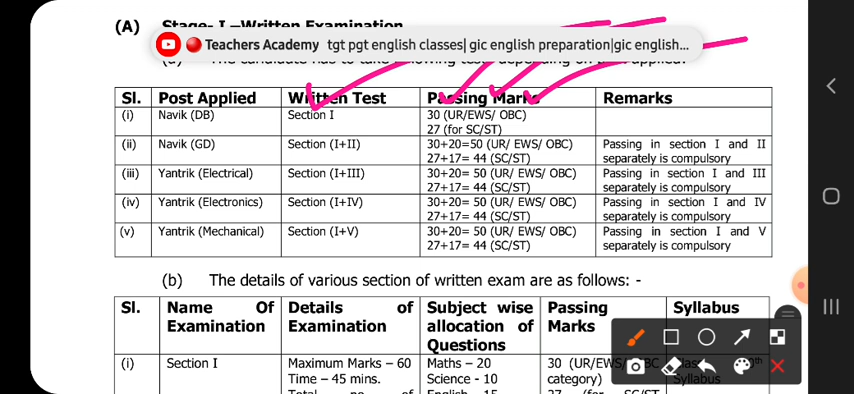 (A) Stage- I –Written Examination
Teachers Academy tgt pgt english classes| gic english preparation|gic english...
Sl. Post Applied Written Test Passing Marks Remarks
(i) Navik (DB) Section I 30 (UR/EWS/ OBC)
27 (for SC/ST)
(ii) Navik (GD) Section (I+II) 30+20=50 (UR/ EWS/ OBC) Passing in section I and II
27+17= 44 (SC/ST) separately is compulsory
(iii) Yantrik (Electrical) Section (I+III) 30+20= 50 (UR/ EWS/ OBC) Passing in section I and III
27+17= 44 (SC/ST) separately is compulsory
(iv) Yantrik (Electronics) Section (I+IV) 30+20= 50 (UR/ EWS/ OBC) Passing in section I and IV
27+17= 44 (SC/ST) separately is compulsory
(v) Yantrik (Mechanical) Section (I+V) 30+20= 50 (UR/ EWS/ OBC) Passing in section I and V
27+17= 44 (SC/ST) separately is compulsory
(b) The details of various section of written exam are as follows: -
Sl. Name Of Details of Subject wise Passing Syllabus
Examination Examination allocation of Marks
Questions
(i) Section I Maximum Marks – 60 Maths – 20 30 (UR/EWS/
Time – 45 mins. Science - 10 category) Syllabus